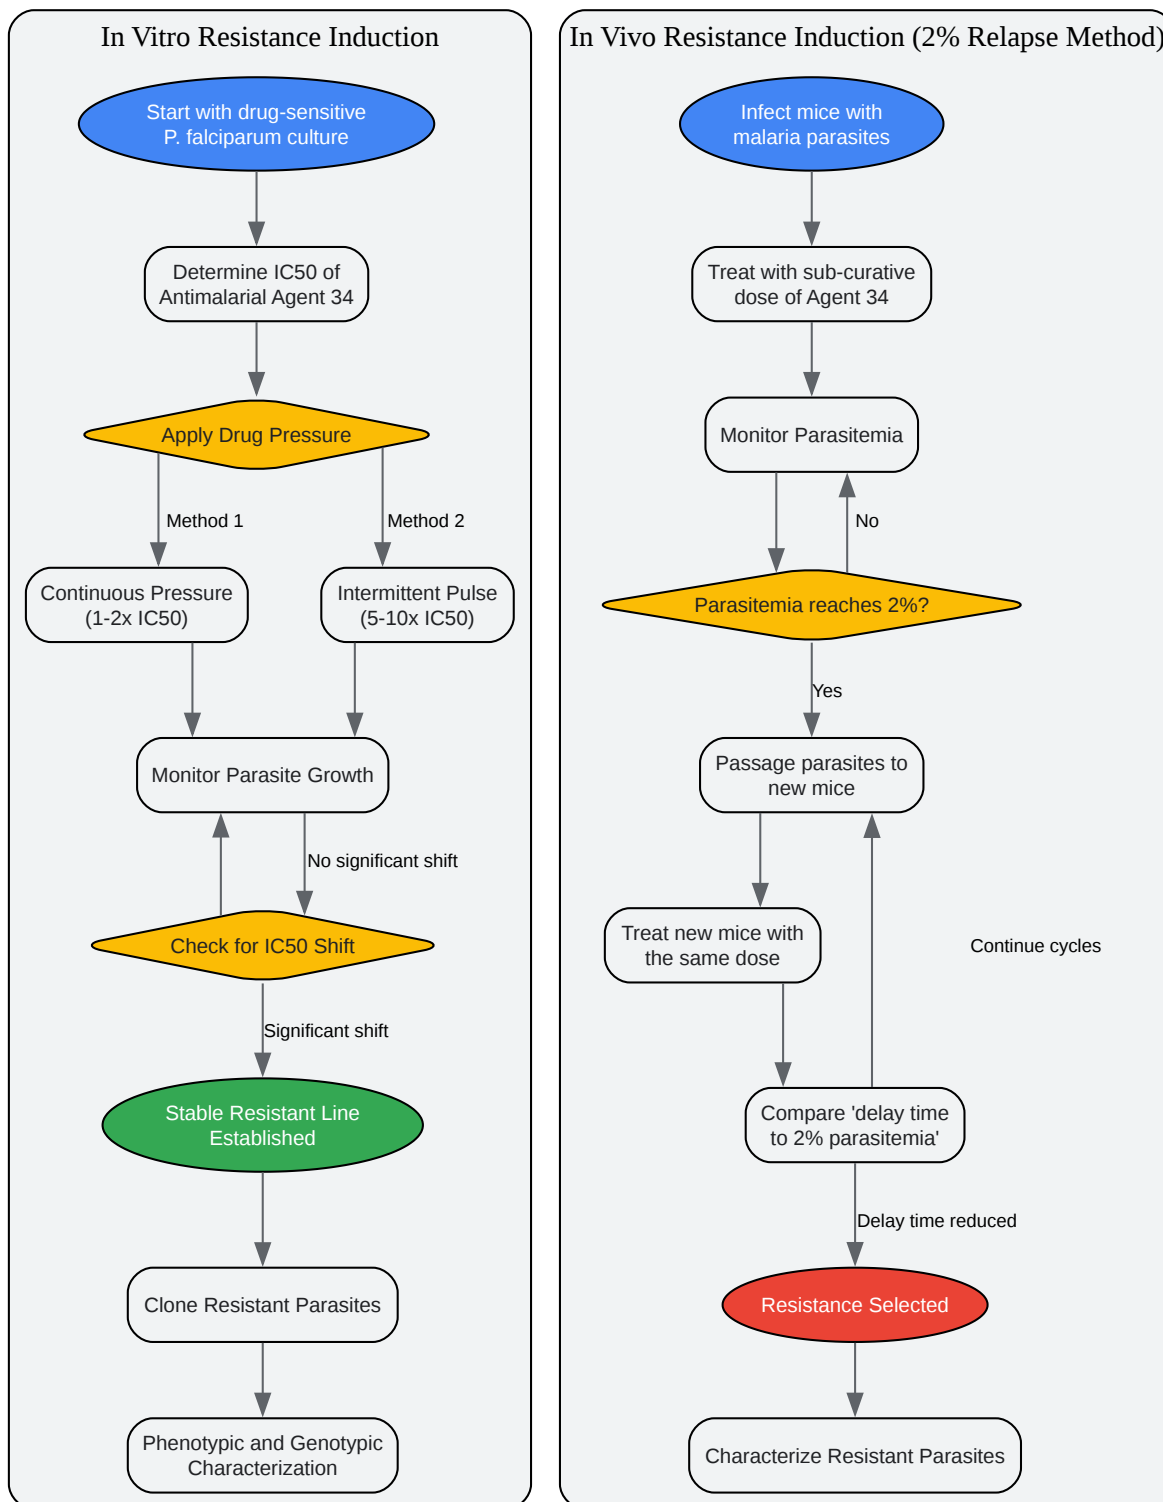 In Vitro Resistance Induction
Start with drug-sensitive
P. falciparum culture
Determine IC50 of
Antimalarial Agent 34
Apply Drug Pressure
Method 1
Method 2
Continuous Pressure
(1-2x IC50)
Intermittent Pulse
(5-10x IC50)
Monitor Parasite Growth
No significant shift
Check for IC50 Shift
Significant shift
Stable Resistant Line
Established
Clone Resistant Parasites
Phenotypic and Genotypic
Characterization
In Vivo Resistance Induction (2% Relapse Method)
Infect mice with
malaria parasites
Treat with sub-curative
dose of Agent 34
Monitor Parasitemia
No
Parasitemia reaches 2%?
Yes
Passage parasites to
new mice
Treat new mice with
the same dose
Continue cycles
Compare 'delay time
to 2% parasitemia'
Delay time reduced
Resistance Selected
Characterize Resistant Parasites